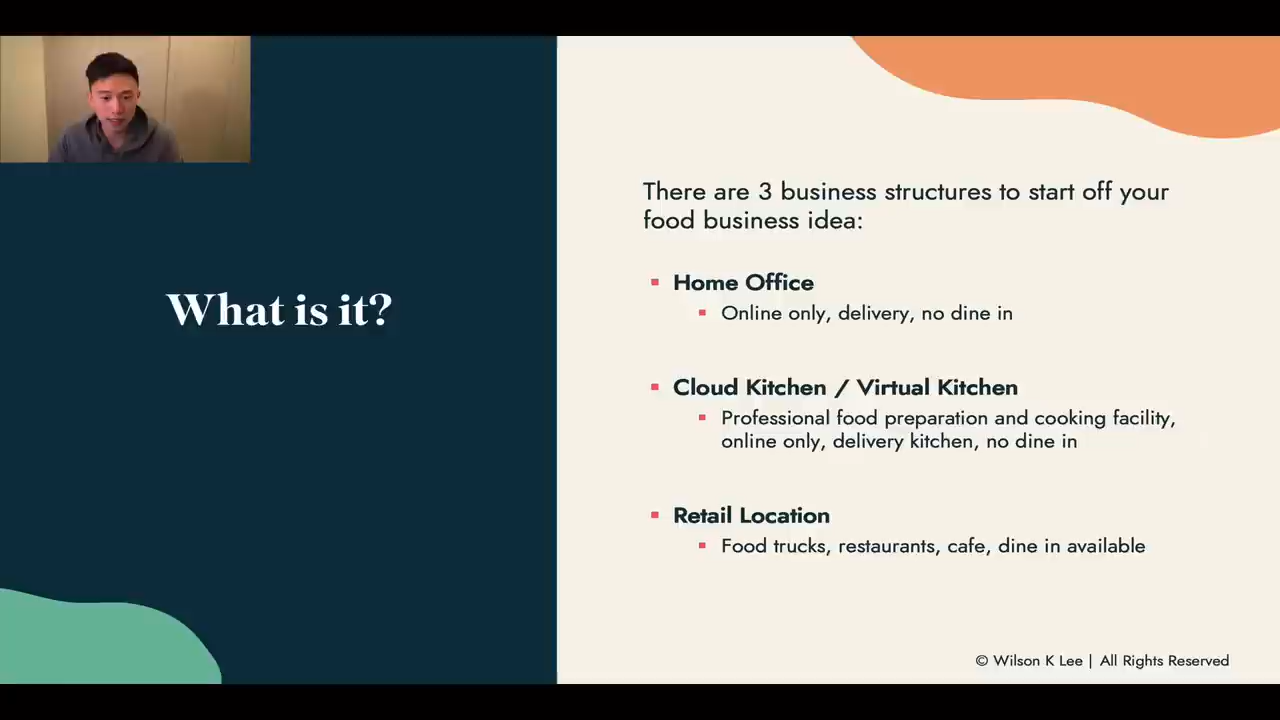 What is it?
There are 3 business structures to start off your
food business idea:
Home Office
Online only, delivery, no dine in
Cloud Kitchen / Virtual Kitchen
Professional food preparation and cooking facility,
online only, delivery kitchen, no dine in
Retail Location
Food trucks, restaurants, cafe, dine in available
© Wilson K Lee | All Rights Reserved